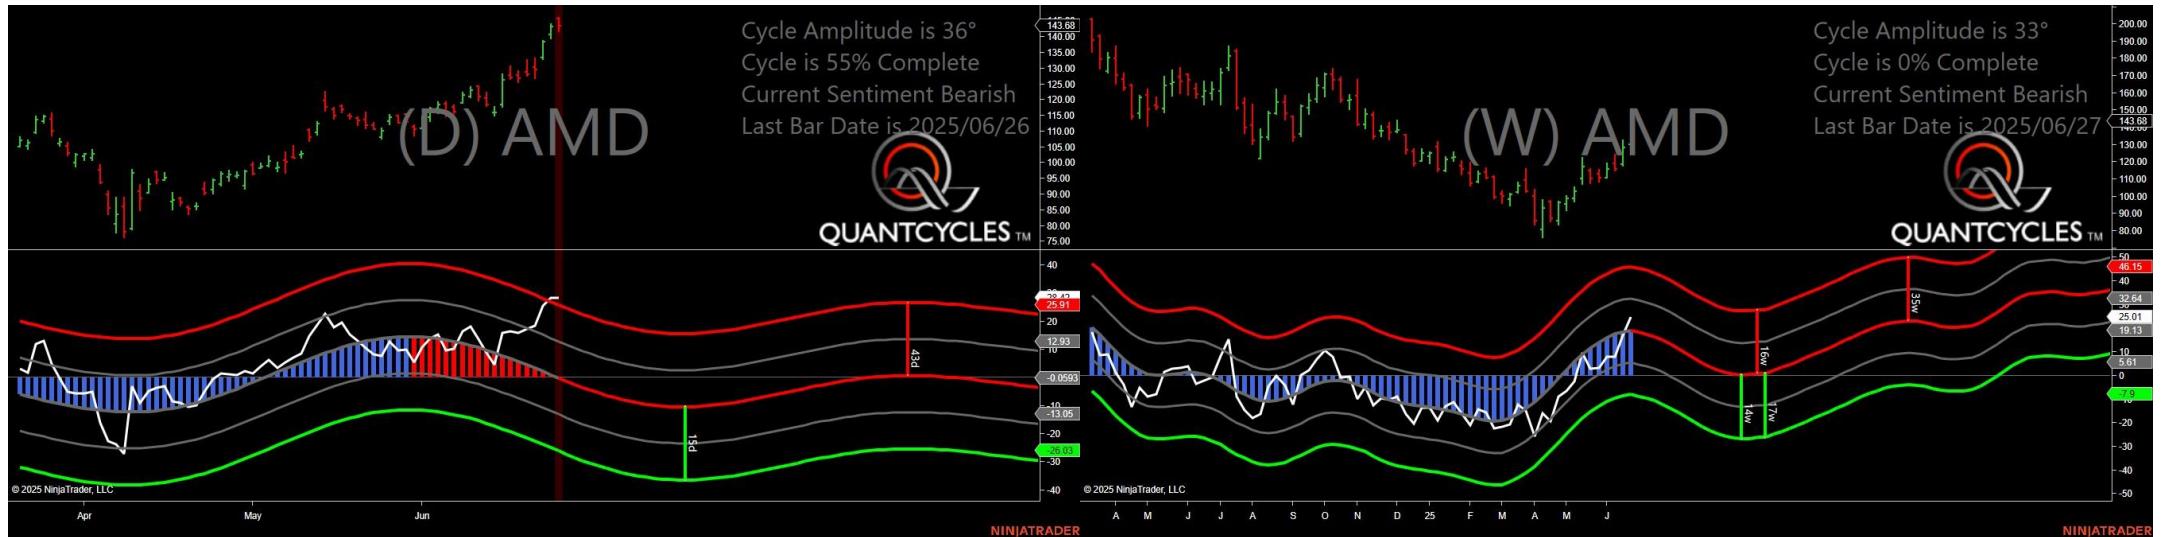 Cycle Amplitude is 36°
Cycle is 55% Complete
Current Sentiment Bearish
Last Bar Date is 2025/06/26
(D) AMD
QUANTCYCLES TM
143.68
140.00
135.00
130.00
125.00
120.00
115.00
110.00
105.00
100.00
95.00
90.00
85.00
80.00
75.00
40
25.91
20
12.93
10
-0.0593
-10
-13.05
-20
-26.03
-30
-40
43d
15d
© 2025 NinjaTrader, LLC
Apr May Jun
NINJATRADER
Cycle Amplitude is 33°
Cycle is 0% Complete
Current Sentiment Bearish
Last Bar Date is 2025/06/27
(W) AMD
QUANTCYCLES TM
200.00
190.00
180.00
170.00
160.00
150.00
143.68
140.00
130.00
120.00
110.00
100.00
90.00
80.00
50
46.15
40
32.64
25.01
19.13
10
5.61
0
-7.9
-20
-30
-40
-50
35w
16w
14w
17w
© 2025 NinjaTrader, LLC
A M J J A S O N D 25 F M A M J
NINJATRADER